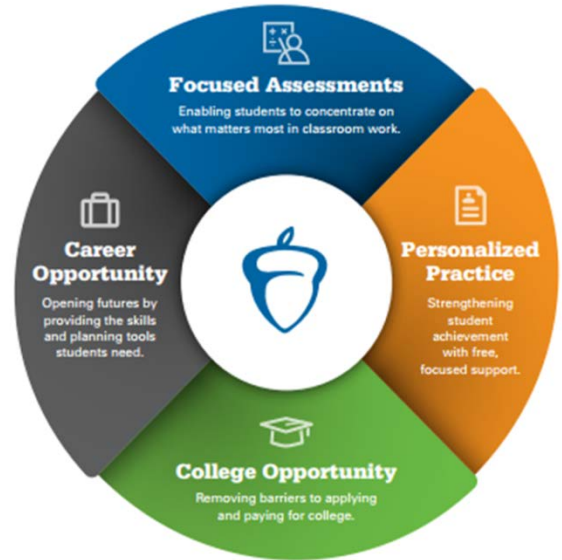 Focused Assessments
Enabling students to concentrate on
what matters most in classroom work.
Personalized
Practice
Strengthening
student
achievement
with free,
focused support.
College Opportunity
Removing barriers to applying
and paying for college.
Career
Opportunity
Opening futures by
providing the skills
and planning tools
students need.